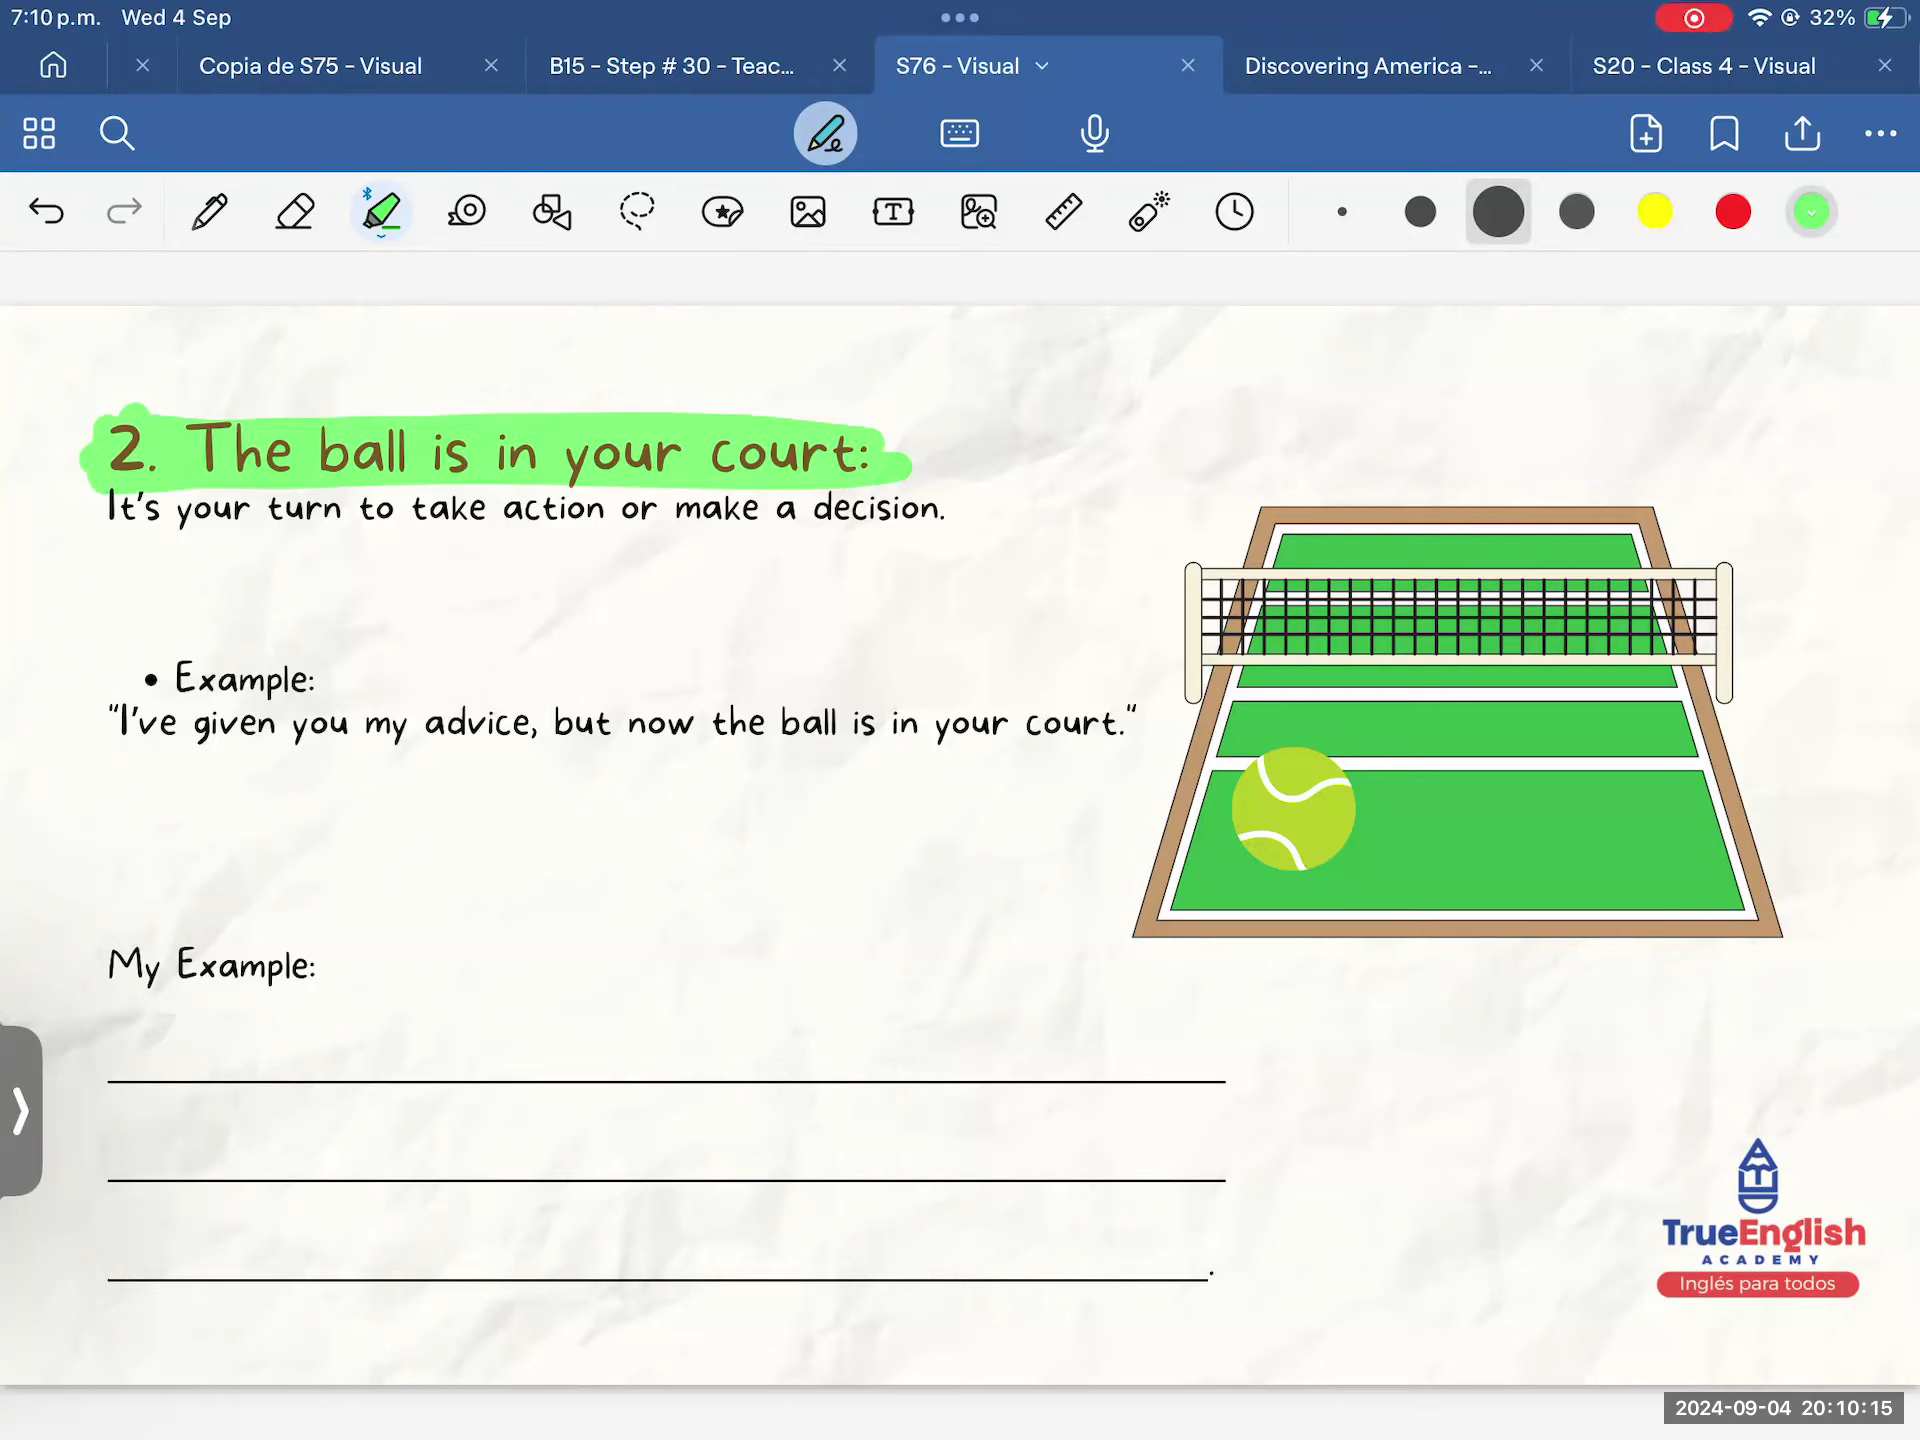 7:10 p.m. Wed 4 Sep
32%
Copia de S75 - Visual
B15 - Step # 30 - Teac...
S76 - Visual
Discovering America -...
S20 - Class 4 - Visual
2. The ball is in your court:
It's your turn to take action or make a decision.
• Example:
"I've given you my advice, but now the ball is in your court."
My Example:
.
TrueEnglish
ACADEMY
Inglés para todos
2024-09-04 20:10:15